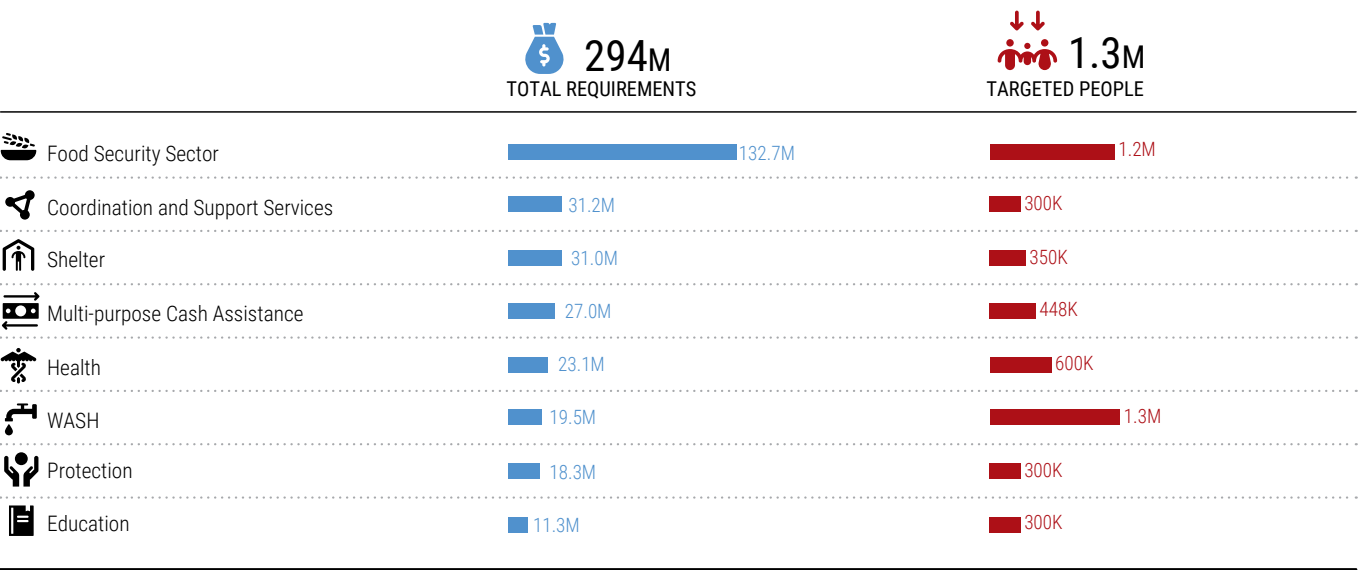 $ 294M 1.3M
TOTAL REQUIREMENTS TARGETED PEOPLE
Food Security Sector 132.7M 1.2M
Coordination and Support Services 31.2M 300K
Shelter 31.0M 350K
Multi-purpose Cash Assistance 27.0M 448K
Health 23.1M 600K
WASH 19.5M 1.3M
Protection 18.3M 300K
Education 11.3M 300K